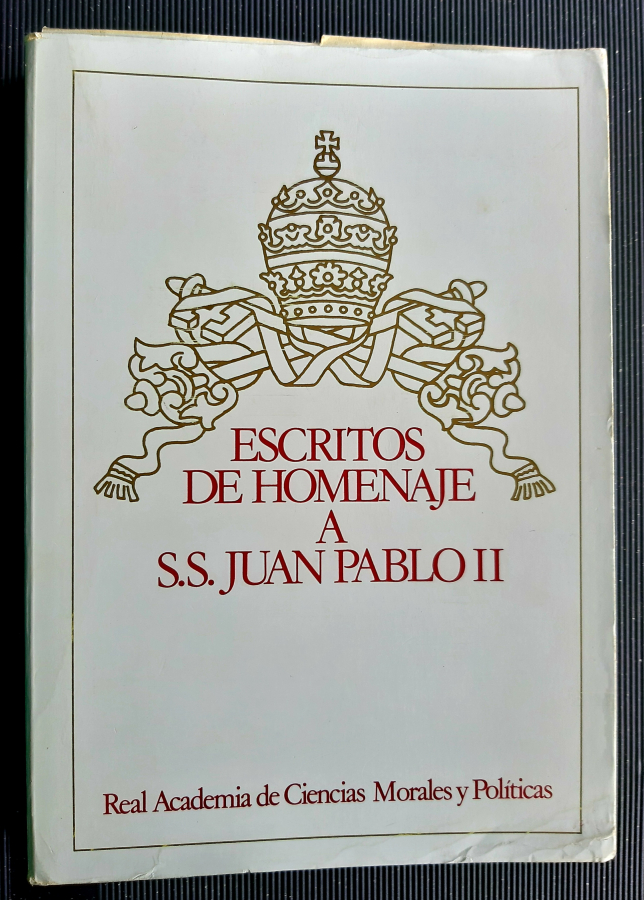 ESCRITOS
DE HOMENAJE
A
S.S. JUAN PABLO II
Real Academia de Ciencias Morales y Políticas